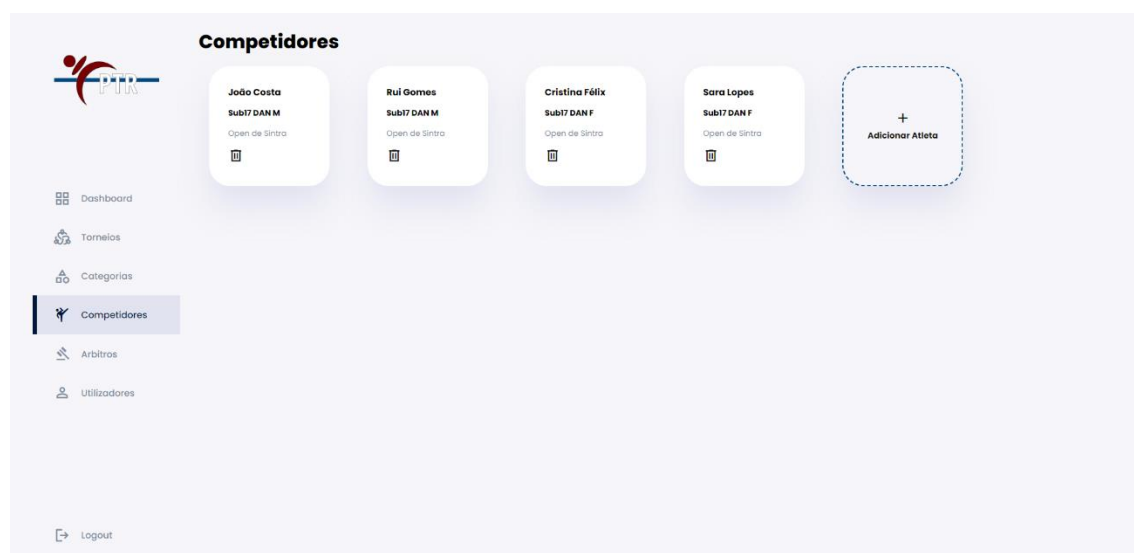 PTR
Dashboard
Torneios
Categorias
Competidores
Arbitros
Utilizadores
Logout
Competidores
João Costa
Sub17 DAN M
Open de Sintra
Rui Gomes
Sub17 DAN M
Open de Sintra
Cristina Félix
Sub17 DAN F
Open de Sintra
Sara Lopes
Sub17 DAN F
Open de Sintra
+
Adicionar Atleta